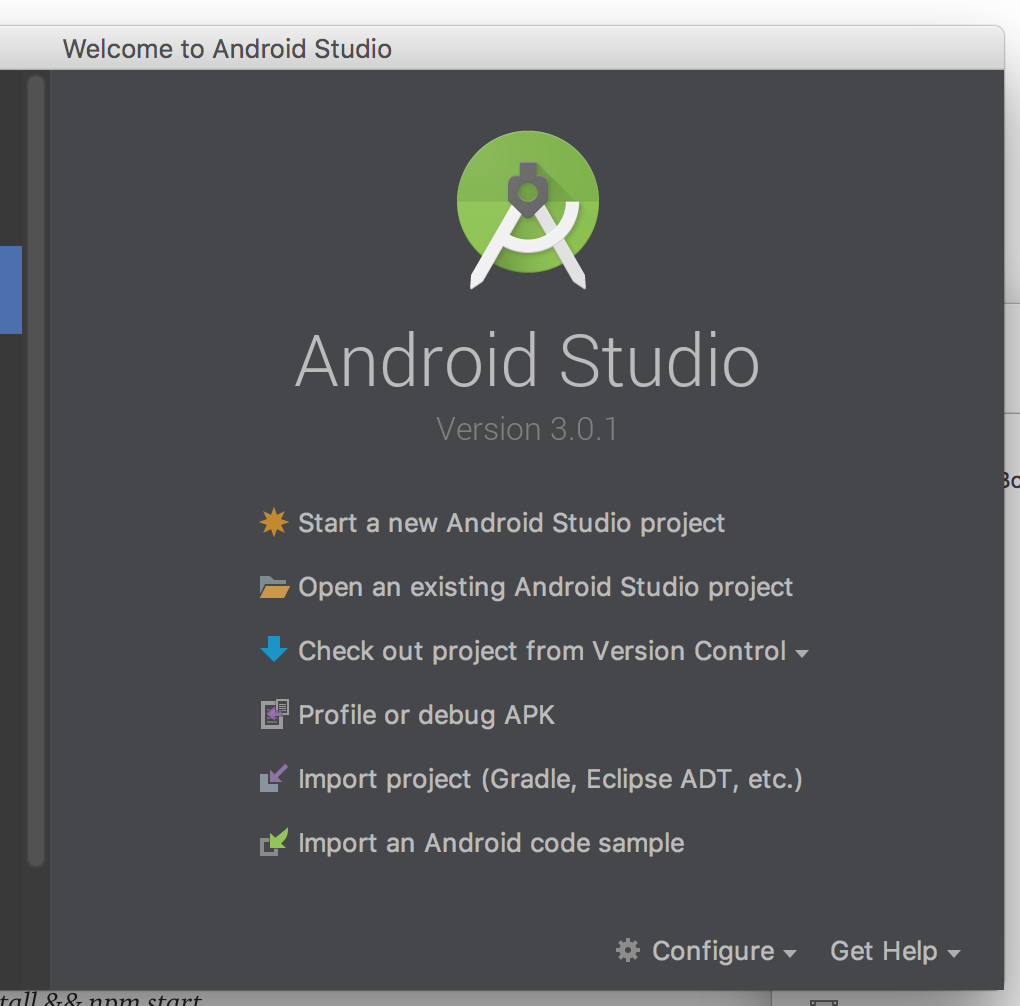 Welcome to Android Studio
Android Studio
Version 3.0.1
Start a new Android Studio project
Open an existing Android Studio project
Check out project from Version Control
Profile or debug APK
Import project (Gradle, Eclipse ADT, etc.)
Import an Android code sample
Configure
Get Help
&& npm start